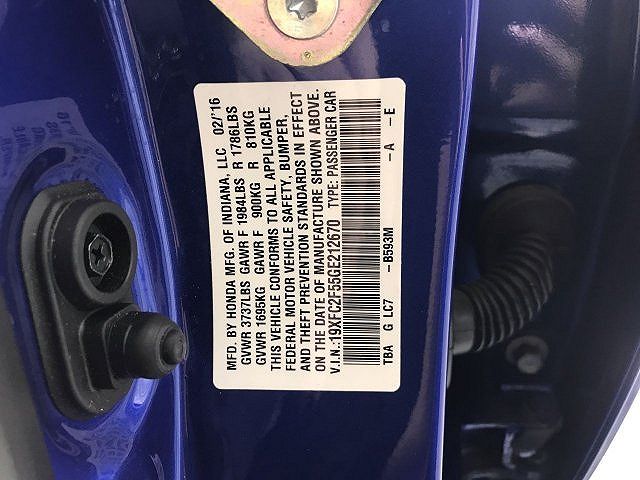 MFD. BY HONDA MFG. OF INDIANA, LLC 02/'16
GVWR 3737LBS GAWR F 1984LBS R 1786LBS
GVWR 1695KG GAWR F 900KG R 810KG
THIS VEHICLE CONFORMS TO ALL APPLICABLE
FEDERAL MOTOR VEHICLE SAFETY, BUMPER,
AND THEFT PREVENTION STANDARDS IN EFFECT
ON THE DATE OF MANUFACTURE SHOWN ABOVE.
V.I.N.:19XFC2F55GE212670 TYPE: PASSENGER CAR
TBA G LC7 -B593M -A -E